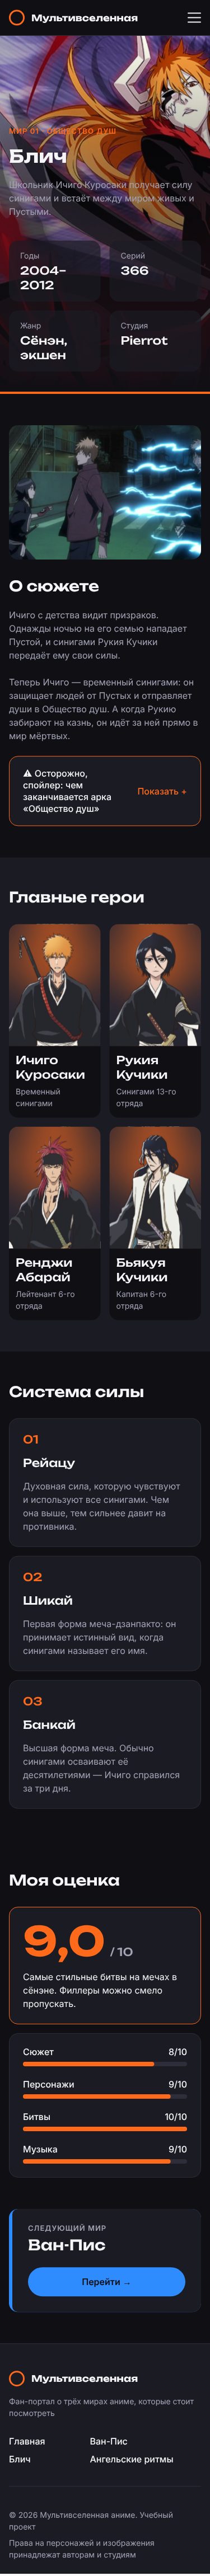 Мультивселенная
МИР 01 · ОБЩЕСТВО ДУШ
Блич
Школьник Ичиго Куросаки получает силу
синигами и встаёт между миром живых и
Пустыми.
Годы
2004–
2012
Серий
366
Жанр
Сёнэн,
экшен
Студия
Pierrot
О сюжете
Ичиго с детства видит призраков.
Однажды ночью на его семью нападает
Пустой, и синигами Рукия Кучики
передаёт ему свои силы.
Теперь Ичиго — временный синигами: он
защищает людей от Пустых и отправляет
души в Общество душ. А когда Рукию
забирают на казнь, он идёт за ней прямо в
мир мёртвых.
⚠ Осторожно,
спойлер: чем
заканчивается арка
«Общество душ»
Показать +
Главные герои
Ичиго
Куросаки
Временный
синигами
Рукия
Кучики
Синигами 13-го
отряда
Ренджи
Абарай
Лейтенант 6-го
отряда
Бьякуя
Кучики
Капитан 6-го
отряда
Система силы
01
Рейацу
Духовная сила, которую чувствуют
и используют все синигами. Чем
она выше, тем сильнее давит на
противника.
02
Шикай
Первая форма меча-дзанпакто: он
принимает истинный вид, когда
синигами называет его имя.
03
Банкай
Высшая форма меча. Обычно
синигами осваивают её
десятилетиями — Ичиго справился
за три дня.
Моя оценка
9,0 / 10
Самые стильные битвы на мечах в
сёнэне. Филлеры можно смело
пропускать.
Сюжет 8/10
Персонажи 9/10
Битвы 10/10
Музыка 9/10
СЛЕДУЮЩИЙ МИР
Ван-Пис
Перейти →
Мультивселенная
Фан-портал о трёх мирах аниме, которые стоит
посмотреть
Главная Ван-Пис
Блич Ангельские ритмы
© 2026 Мультивселенная аниме. Учебный
проект
Права на персонажей и изображения
принадлежат авторам и студиям